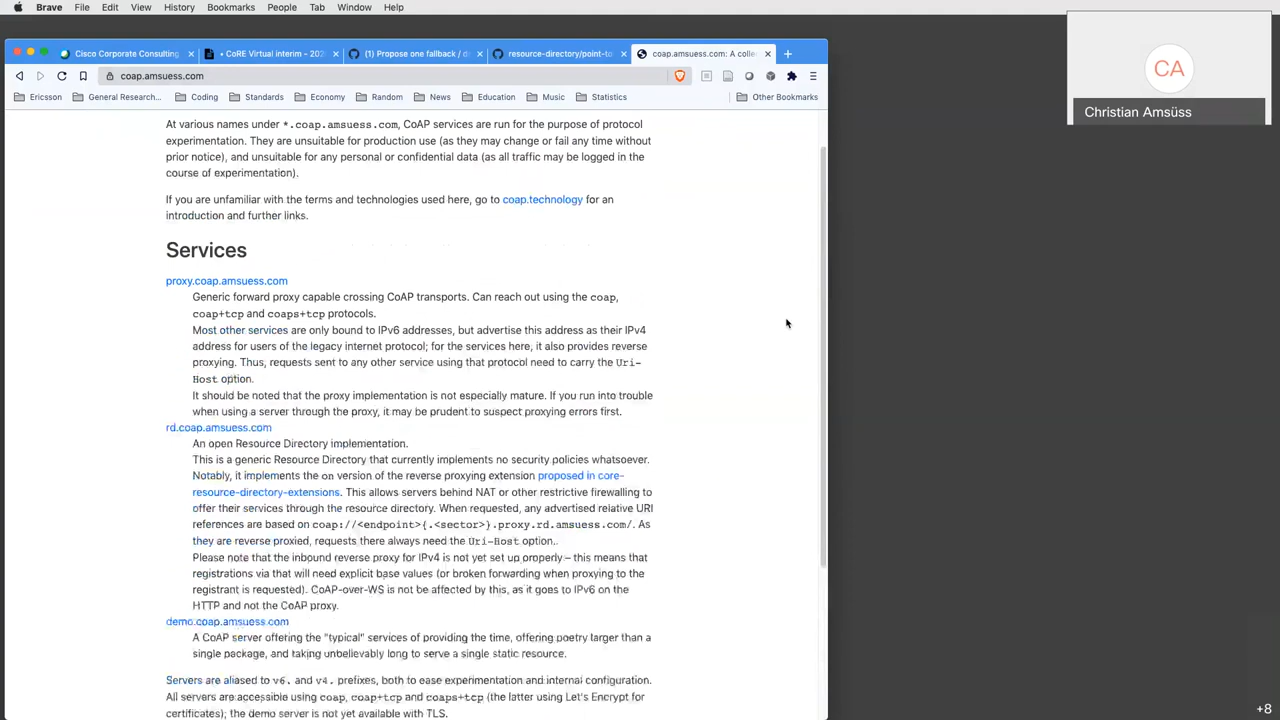 Brave File Edit View History Bookmarks People Tab Window Help
Cisco Corporate Consulting
• CoRE Virtual interim – 202
(1) Propose one fallback / d
resource-directory/point-to
coap.amsuess.com: A colle
coap.amsuess.com
Ericsson General Research... Coding Standards Economy Random News Education Music Statistics Other Bookmarks
CA
Christian Amsüss
At various names under *.coap.amsuess.com, CoAP services are run for the purpose of protocol
experimentation. They are unsuitable for production use (as they may change or fail any time without
prior notice), and unsuitable for any personal or confidential data (as all traffic may be logged in the
course of experimentation).
If you are unfamiliar with the terms and technologies used here, go to coap.technology for an
introduction and further links.
Services
proxy.coap.amsuess.com
Generic forward proxy capable crossing CoAP transports. Can reach out using the coap,
coap+tcp and coaps+tcp protocols.
Most other services are only bound to IPv6 addresses, but advertise this address as their IPv4
address for users of the legacy internet protocol; for the services here, it also provides reverse
proxying. Thus, requests sent to any other service using that protocol need to carry the Uri-
Host option.
It should be noted that the proxy implementation is not especially mature. If you run into trouble
when using a server through the proxy, it may be prudent to suspect proxying errors first.
rd.coap.amsuess.com
An open Resource Directory implementation.
This is a generic Resource Directory that currently implements no security policies whatsoever.
Notably, it implements the on version of the reverse proxying extension proposed in core-
resource-directory-extensions. This allows servers behind NAT or other restrictive firewalling to
offer their services through the resource directory. When requested, any advertised relative URI
references are based on coap://<endpoint>{.<sector>}.proxy.rd.amsuess.com/. As
they are reverse proxied, requests there always need the Uri-Host option..
Please note that the inbound reverse proxy for IPv4 is not yet set up properly – this means that
registrations via that will need explicit base values (or broken forwarding when proxying to the
registrant is requested). CoAP-over-WS is not be affected by this, as it goes to IPv6 on the
HTTP and not the CoAP proxy.
demo.coap.amsuess.com
A CoAP server offering the "typical" services of providing the time, offering poetry larger than a
single package, and taking unbelievably long to serve a single static resource.
Servers are aliased to v6. and v4. prefixes, both to ease experimentation and internal configuration.
All servers are accessible using coap, coap+tcp and coaps+tcp (the latter using Let's Encrypt for
certificates); the demo server is not yet available with TLS.
+8